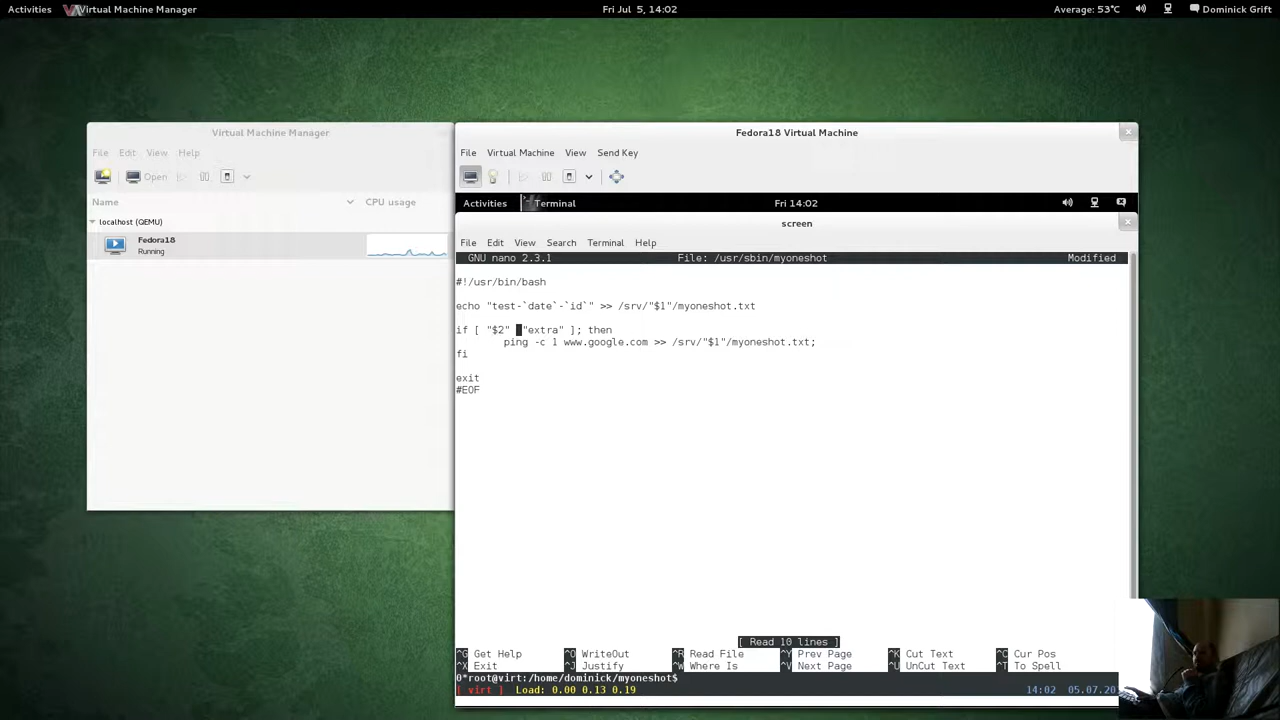 Activities Virtual Machine Manager Fri Jul 5, 14:02 Average: 53°C Dominick Grift
Virtual Machine Manager
File Edit View Help
Open
Name CPU usage
localhost (QEMU)
Fedora18
Running
Fedora18 Virtual Machine
File Virtual Machine View Send Key
Activities Terminal Fri 14:02
screen
File Edit View Search Terminal Help
GNU nano 2.3.1 File: /usr/sbin/myoneshot Modified
#!/usr/bin/bash
echo "test-`date`-`id`" >> /srv/"$1"/myoneshot.txt
if [ "$2" "extra" ]; then
ping -c 1 www.google.com >> /srv/"$1"/myoneshot.txt;
fi
exit
#EOF
[ Read 10 lines ]
^G Get Help ^O WriteOut ^R Read File ^Y Prev Page ^K Cut Text ^C Cur Pos
^X Exit ^J Justify ^W Where Is ^V Next Page ^U UnCut Text ^T To Spell
0*root@virt:/home/dominick/myoneshot$
[ virt ] Load: 0.00 0.13 0.19 14:02 05.07.20